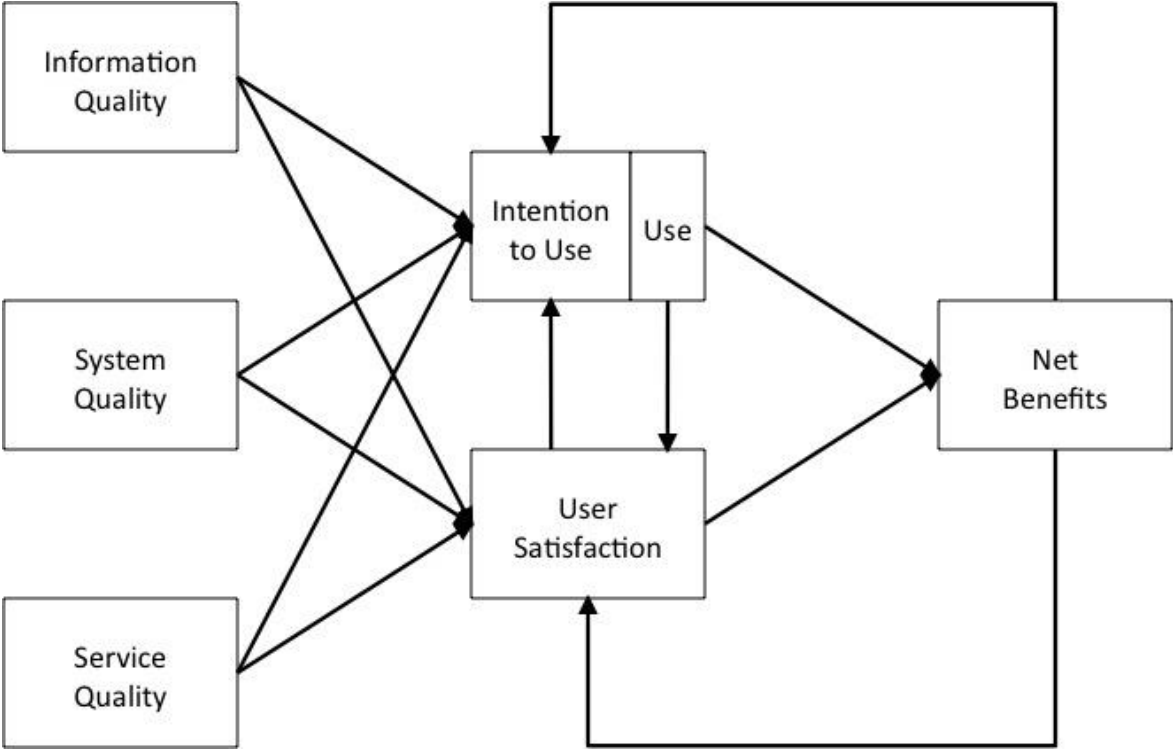 Information
Quality
Intention
to Use
Use
System
Quality
Net
Benefits
User
Satisfaction
Service
Quality